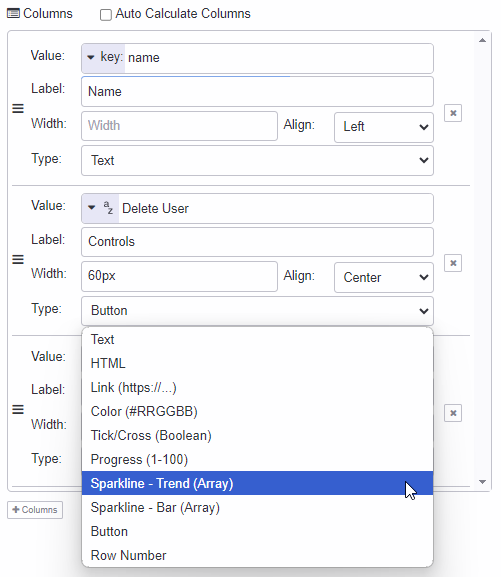 Columns Auto Calculate Columns
Value: key: name
Label: Name
Width: Width Align: Left
Type: Text
Value: az Delete User
Label: Controls
Width: 60px Align: Center
Type: Button
Value:
Label:
Width:
Type:
Text
HTML
Link (https://...)
Color (#RRGGBB)
Tick/Cross (Boolean)
Progress (1-100)
Sparkline - Trend (Array)
Sparkline - Bar (Array)
Button
Row Number
+ Columns